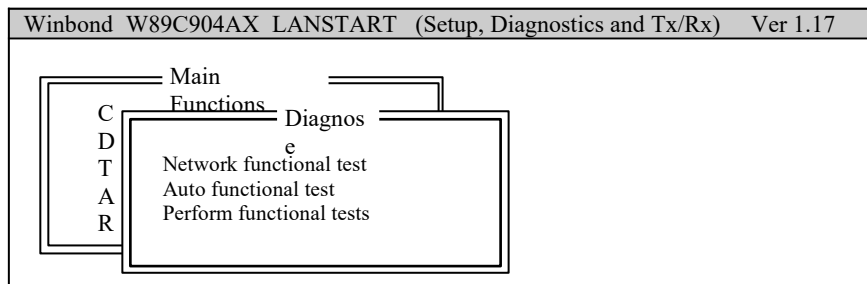 Winbond W89C904AX LANSTART (Setup, Diagnostics and Tx/Rx) Ver 1.17
Main
Functions
C
D
T
A
R
Diagnos
e
Network functional test
Auto functional test
Perform functional tests